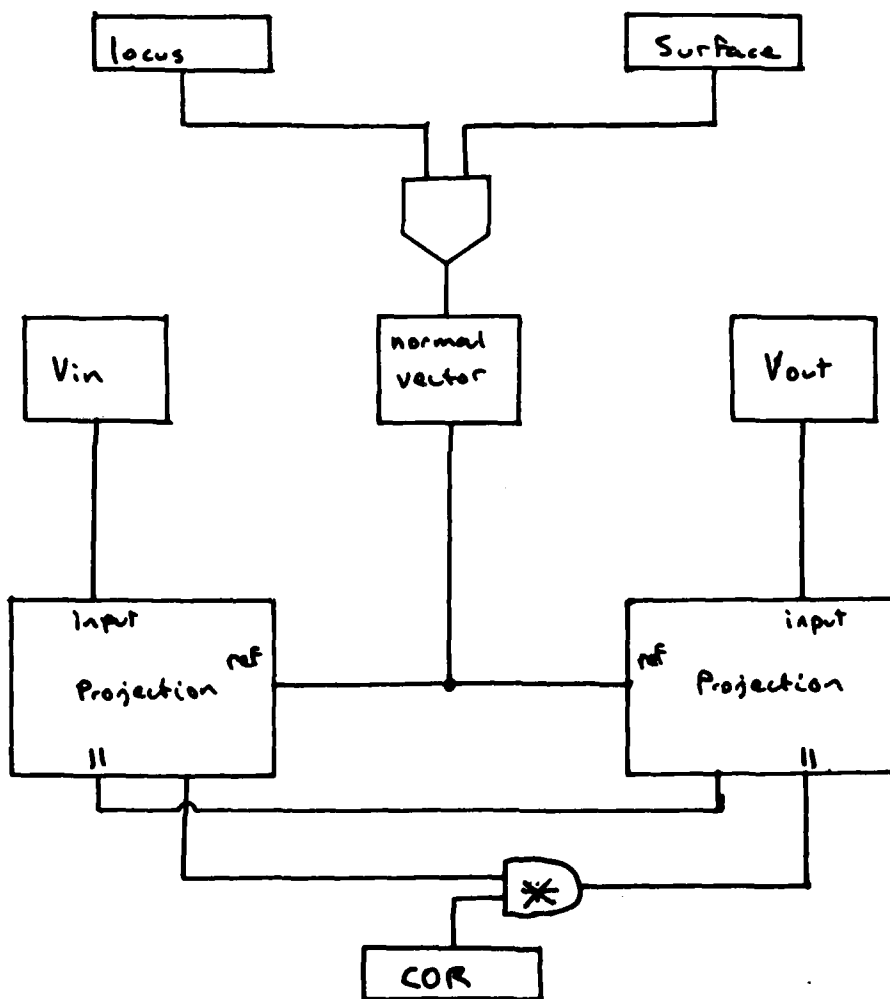 locus
Surface
Vin
normal
vector
Vout
Input
ref
Projection
||
input
ref
Projection
||
*
COR